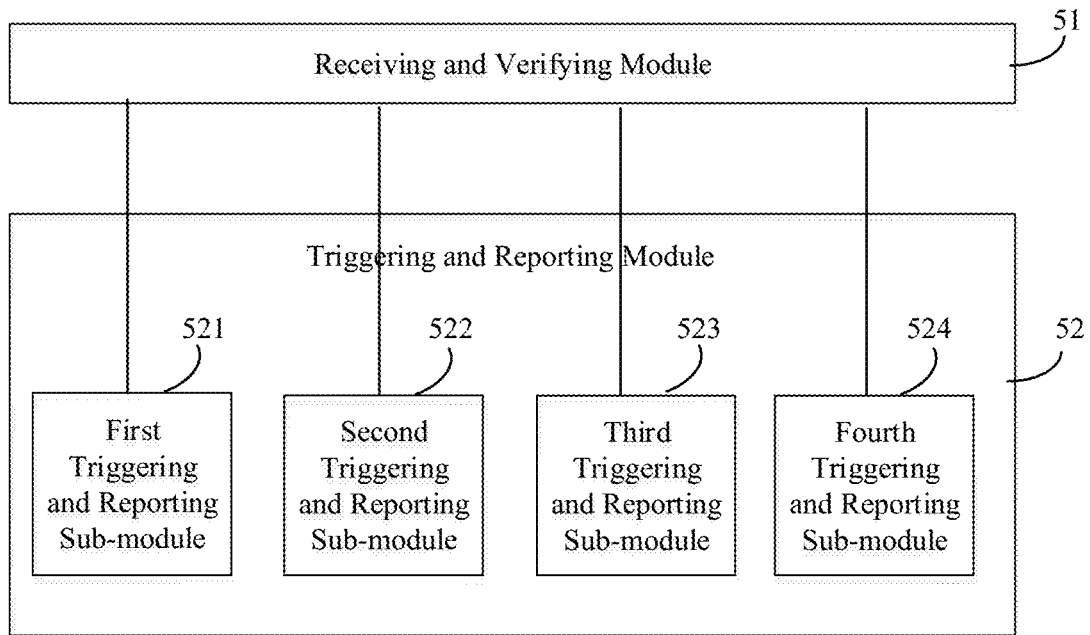 51
Receiving and Verifying Module
Triggering and Reporting Module
521
522
523
524
52
First
Triggering
and Reporting
Sub-module
Second
Triggering
and Reporting
Sub-module
Third
Triggering
and Reporting
Sub-module
Fourth
Triggering
and Reporting
Sub-module